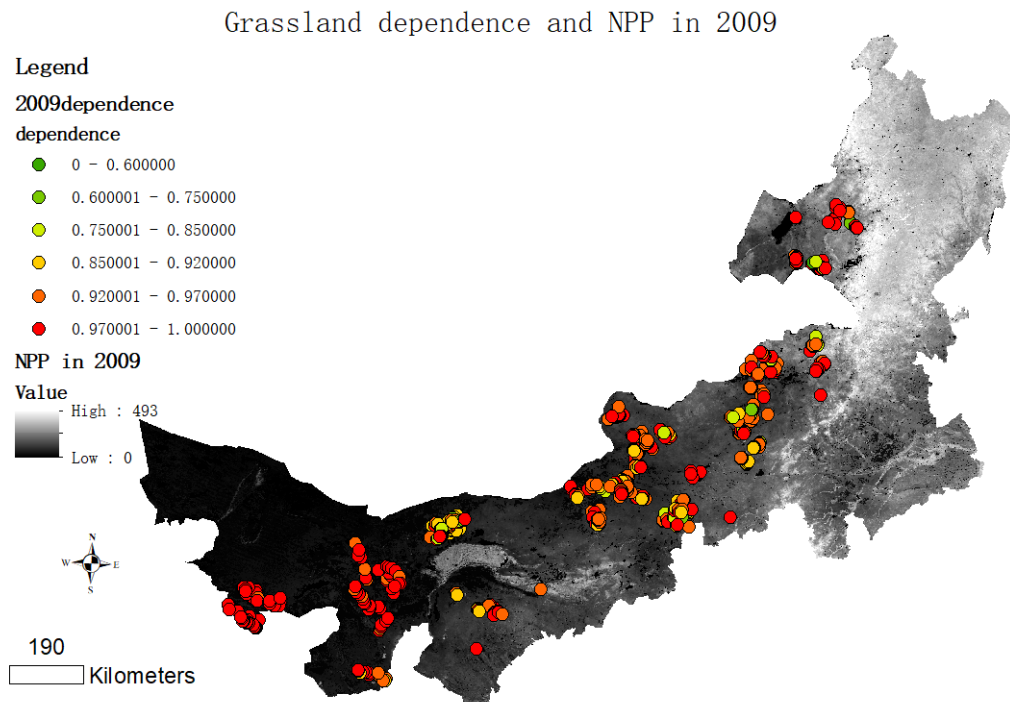 Grassland dependence and NPP in 2009
Legend
2009dependence
dependence
0 - 0.600000
0.600001 - 0.750000
0.750001 - 0.850000
0.850001 - 0.920000
0.920001 - 0.970000
0.970001 - 1.000000
NPP in 2009
Value
High : 493
Low : 0
N
W E
S
190
Kilometers